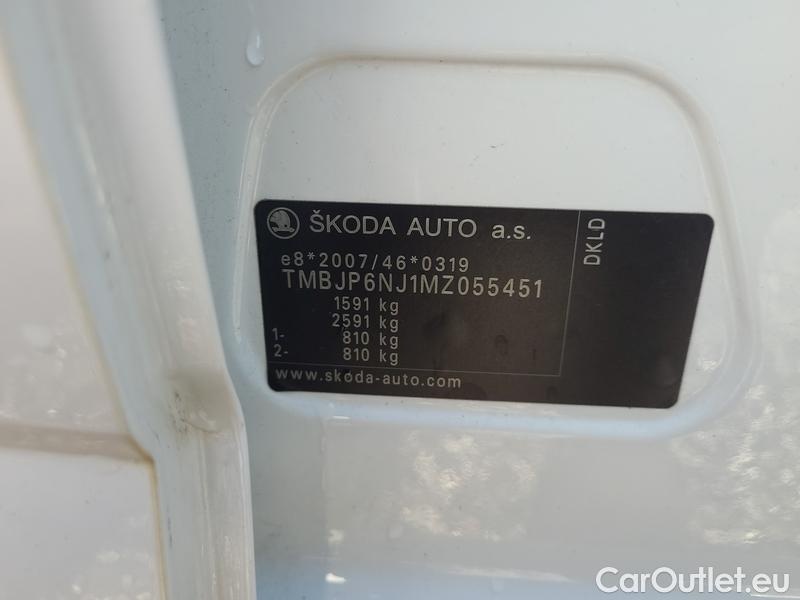 ŠKODA AUTO a.s.
e8*2007/46*0319
TMBJP6NJ1MZ055451
1591 kg
2591 kg
1- 810 kg
2- 810 kg
www.skoda-auto.com
DKLD
CarOutlet.eu